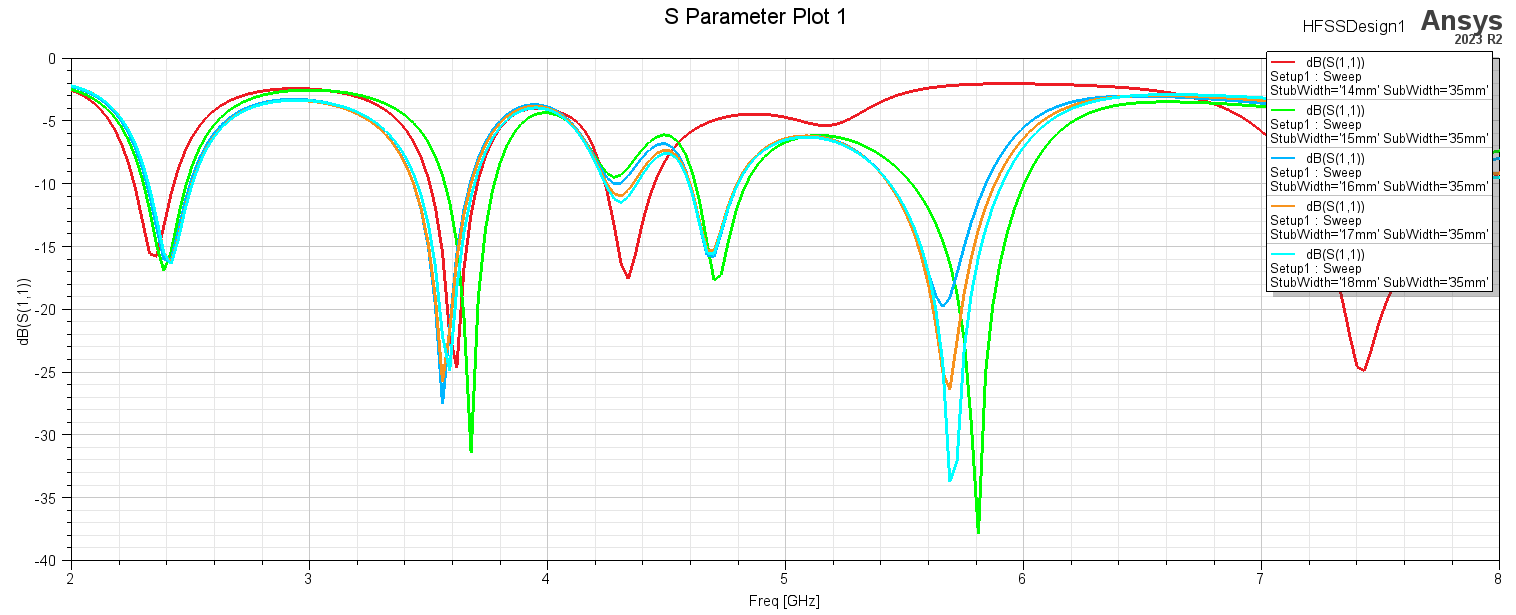 S Parameter Plot 1
HFSSDesign1
Ansys
2023 R2
dB(S(1,1))
Setup1 : Sweep
StubWidth='14mm' SubWidth='35mm'
dB(S(1,1))
Setup1 : Sweep
StubWidth='15mm' SubWidth='35mm'
dB(S(1,1))
Setup1 : Sweep
StubWidth='16mm' SubWidth='35mm'
dB(S(1,1))
Setup1 : Sweep
StubWidth='17mm' SubWidth='35mm'
dB(S(1,1))
Setup1 : Sweep
StubWidth='18mm' SubWidth='35mm'
dB(S(1,1))
0
-5
-10
-15
-20
-25
-30
-35
-40
2 3 4 5 6 7 8
Freq [GHz]